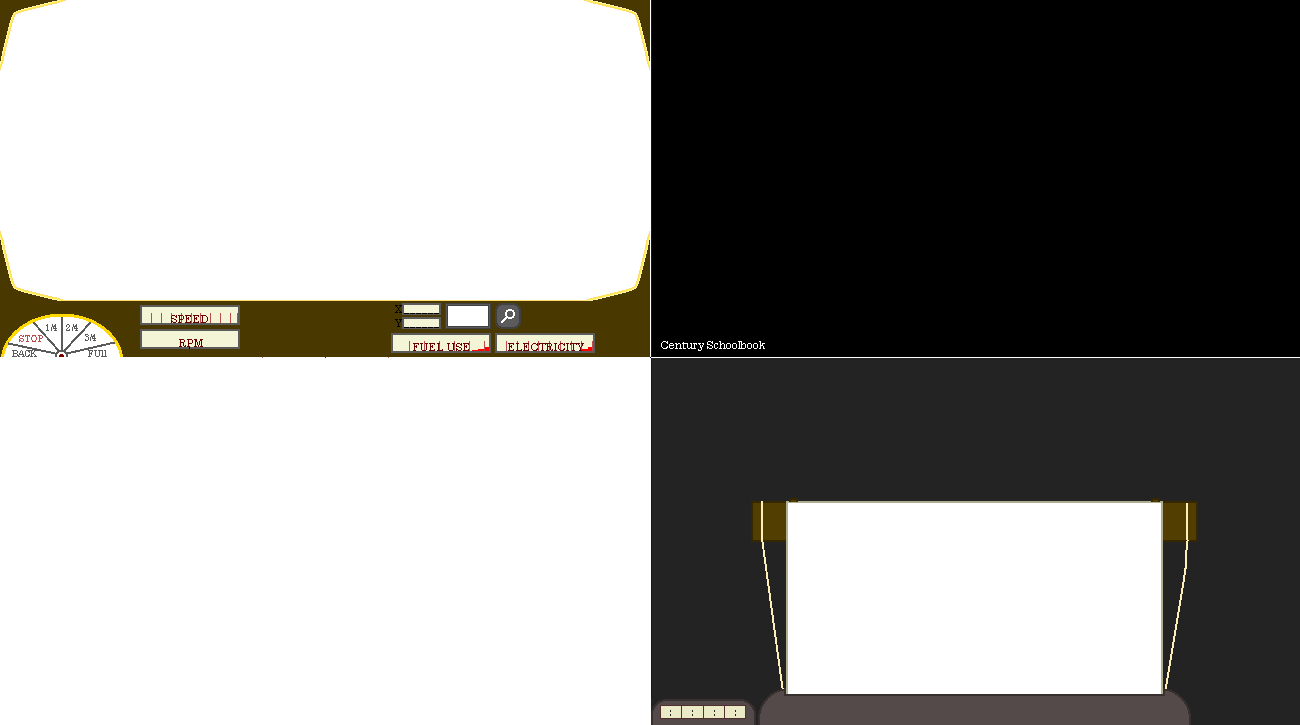 SPEED
RPM
X
Y
FUEL USE
ELECTRICITY
BACK
STOP
1/4
2/4
3/4
FUll
Century Schoolbook
: : : :